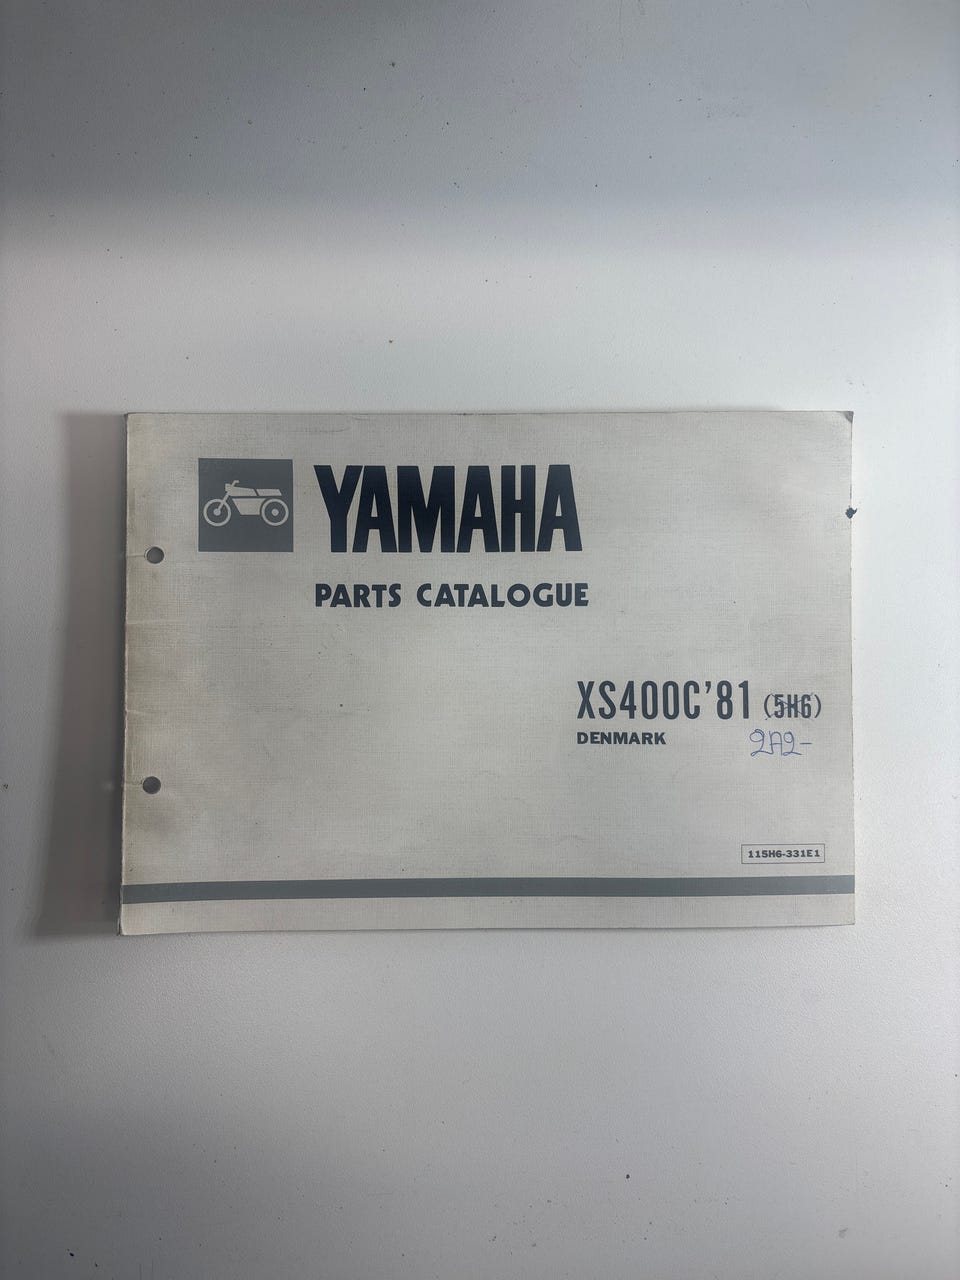 YAMAHA
PARTS CATALOGUE
XS400C'81 (5H6)
DENMARK
2A2-
115H6-331E1